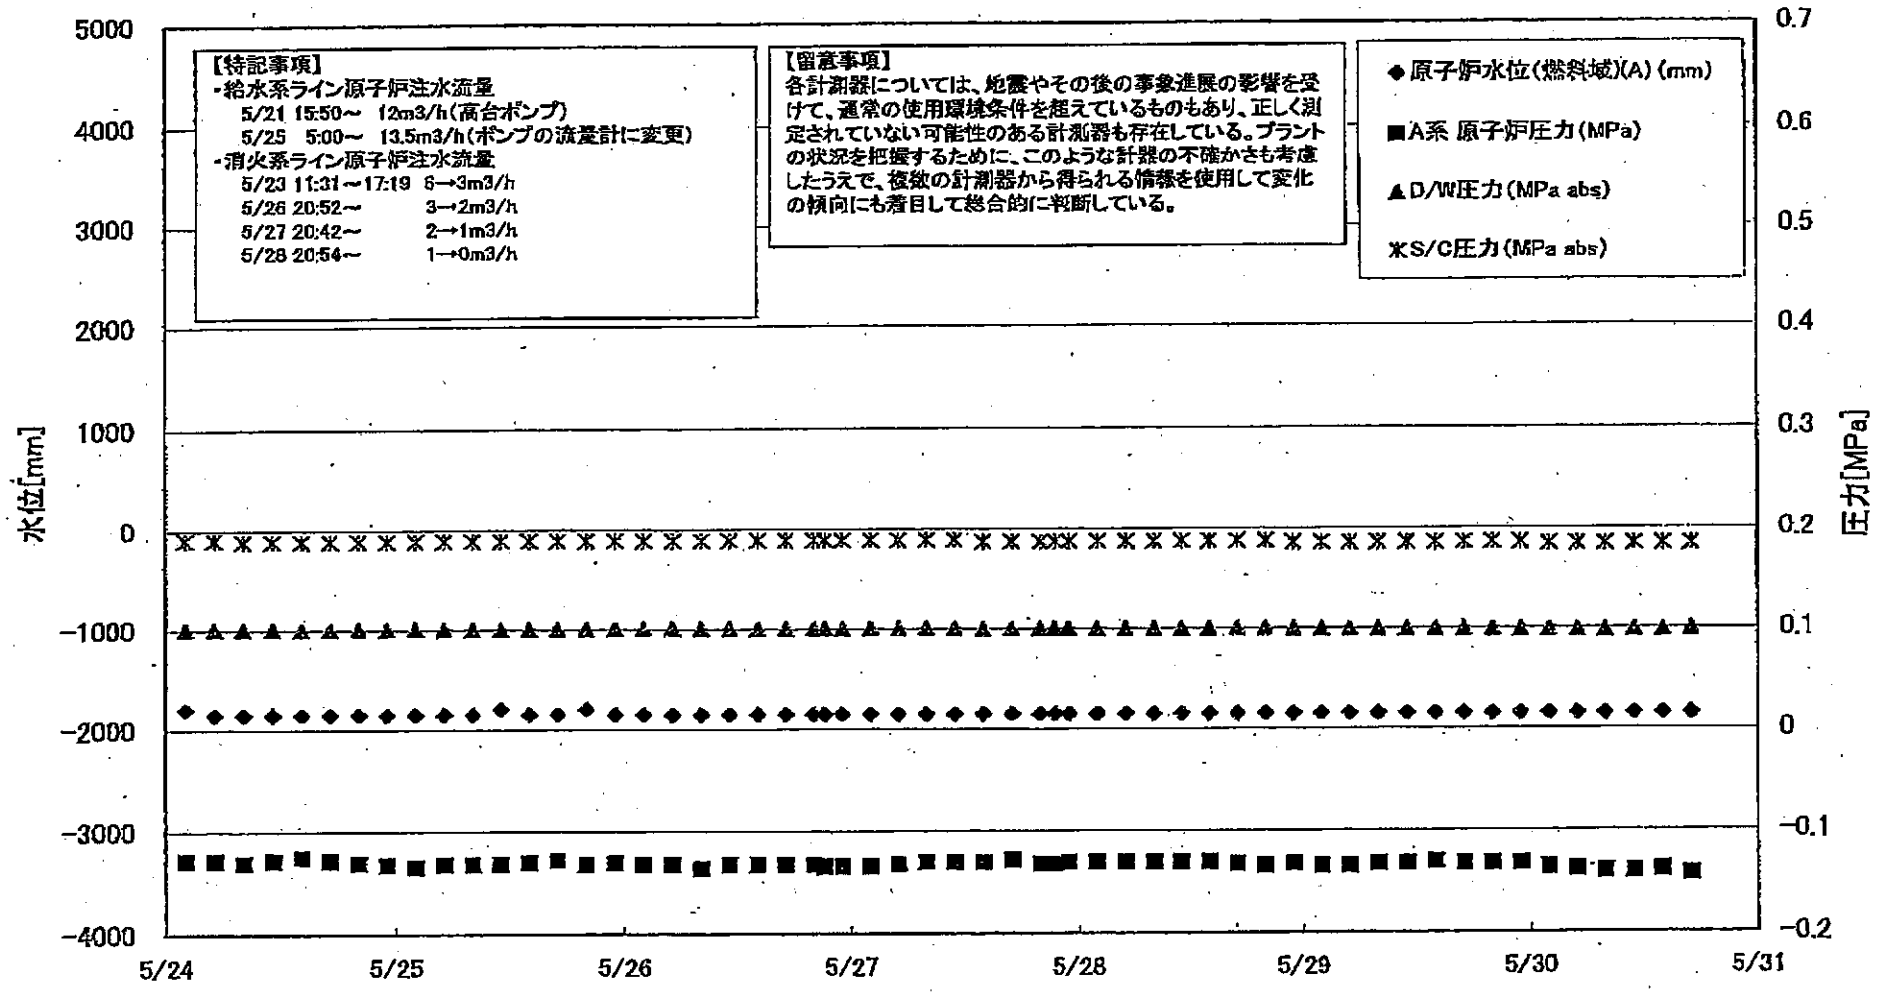 【特記事項】
・給水系ライン原子炉注水流量
5/21 15:50～ 12m3/h(高台ポンプ)
5/25 5:00～ 13.5m3/h(ポンプの流量計に変更)
・消火系ライン原子炉注水流量
5/23 11:31～17:19 6→3m3/h
5/26 20:52～ 3→2m3/h
5/27 20:42～ 2→1m3/h
5/28 20:54～ 1→0m3/h
【留意事項】
各計測器については、地震やその後の事象進展の影響を受
けて、通常の使用環境条件を超えているものもあり、正しく測
定されていない可能性のある計測器も存在している。プラント
の状況を把握するために、このような計器の不確かさも考慮
したうえで、複数の計測器から得られる情報を使用して変化
の傾向にも着目して総合的に判断している。
◆原子炉水位(燃料域)(A) (mm)
■A系 原子炉圧力(MPa)
▲D/W圧力(MPa abs)
S/C圧力(MPa abs)
水位[mm]
5000
4000
3000
2000
1000
0
-1000
-2000
-3000
-4000
圧力[MPa]
0.7
0.6
0.5
0.4
0.3
0.2
0.1
0
-0.1
-0.2
5/24 5/25 5/26 5/27 5/28 5/29 5/30 5/31